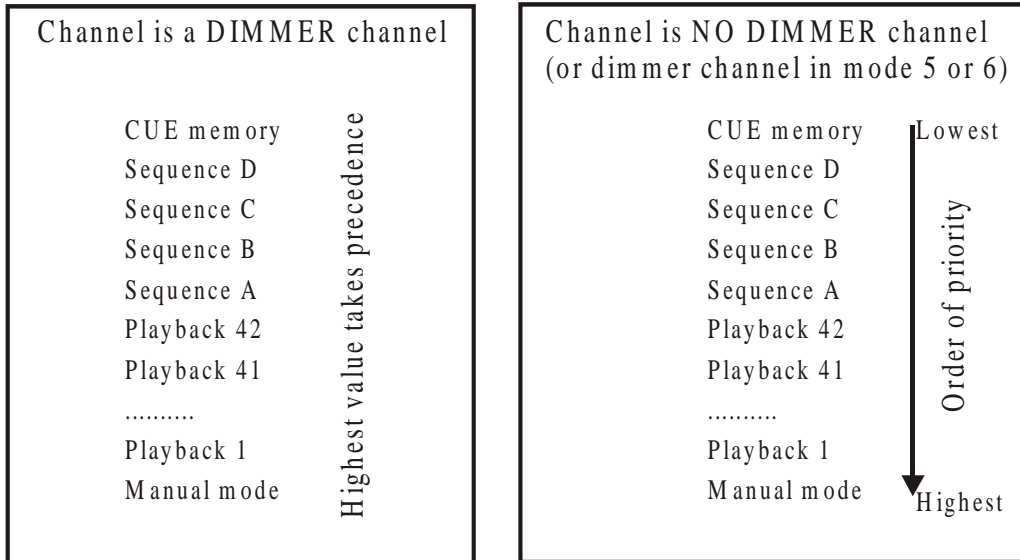 Channel is a DIMMER channel
CUE memory
Sequence D
Sequence C
Sequence B
Sequence A
Playback 42
Playback 41
..........
Playback 1
Manual mode
Highest value takes precedence
Channel is NO DIMMER channel
(or dimmer channel in mode 5 or 6)
CUE memory
Sequence D
Sequence C
Sequence B
Sequence A
Playback 42
Playback 41
..........
Playback 1
Manual mode
Lowest
Order of priority
Highest